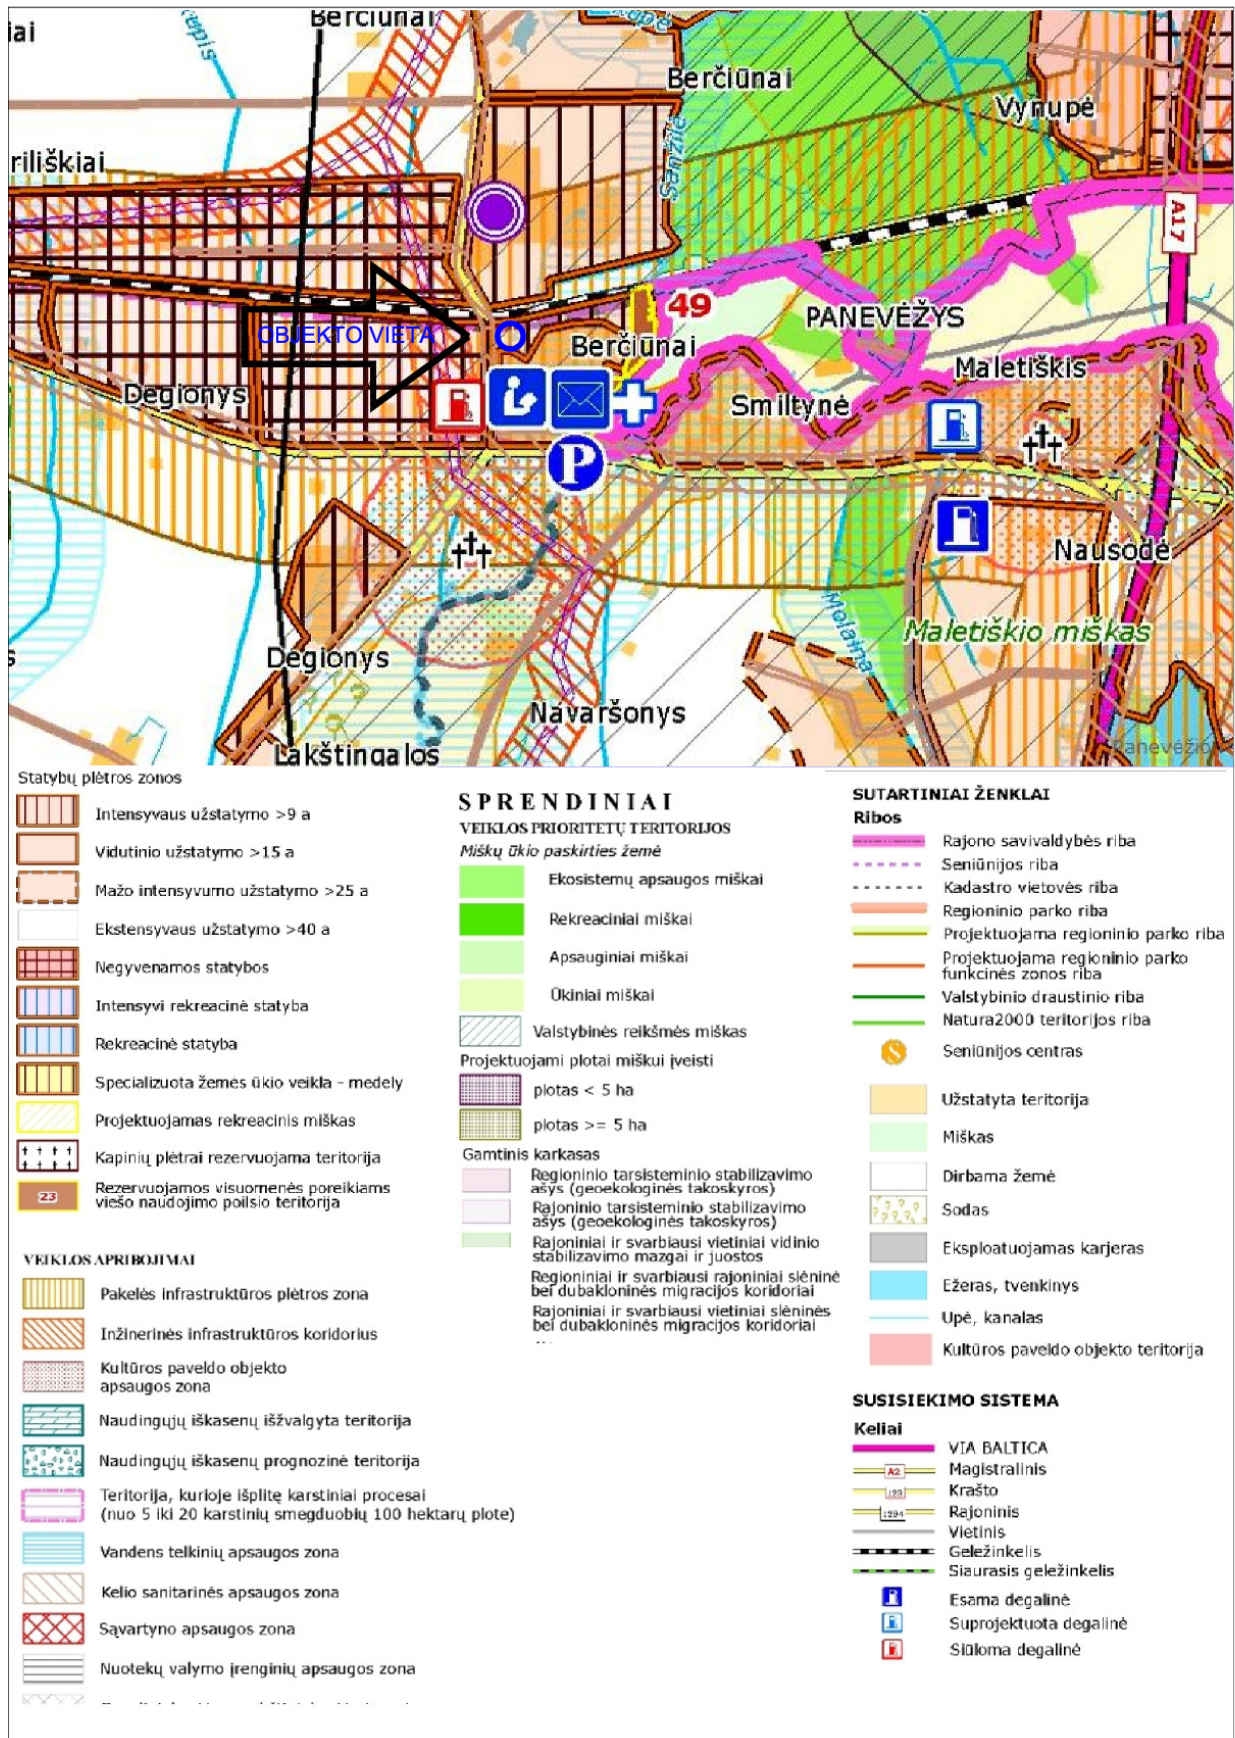 Berčiūnai
Berčiūnai
Vynupė
Sanžilė
A17
49
OBJEKTO VIETA
PANEVĖŽYS
Berčiūnai
Maletiškis
Degionys
Smiltynė
P
Nausodė
Molaina
Maletiškio miškas
Degionys
Navaršonys
Lakštingalos
Statybų plėtros zonos
Intensyvaus užstatymo >9 a
Vidutinio užstatymo >15 a
Mažo intensyvumo užstatymo >25 a
Ekstensyvaus užstatymo >40 a
Negyvenamos statybos
Intensyvi rekreacinė statyba
Rekreacinė statyba
Specializuota žemės ūkio veikla - medely
Projektuojamas rekreacinis miškas
Kapinių plėtrai rezervuojama teritorija
23
Rezervuojamos visuomenės poreikiams
viešo naudojimo poilsio teritorija
VEIKLOS APRIBOJIMAI
Pakelės infrastruktūros plėtros zona
Inžinerinės infrastruktūros koridorius
Kultūros paveldo objekto
apsaugos zona
Naudingųjų iškasenų išžvalgyta teritorija
Naudingųjų iškasenų prognozinė teritorija
Teritorija, kurioje išplitę karstiniai procesai
(nuo 5 iki 20 karstinių smegduobių 100 hektarų plote)
Vandens telkinių apsaugos zona
Kelio sanitarinės apsaugos zona
Sąvartyno apsaugos zona
Nuotekų valymo įrenginių apsaugos zona
SPRENDINIAI
VEIKLOS PRIORITETŲ TERITORIJOS
Miškų ūkio paskirties žemė
Ekosistemų apsaugos miškai
Rekreaciniai miškai
Apsauginiai miškai
Ūkiniai miškai
Valstybinės reikšmės miškas
Projektuojami plotai miškui įveisti
plotas < 5 ha
plotas >= 5 ha
Gamtinis karkasas
Regioninio tarsisteminio stabilizavimo
ašys (geoekologinės takoskyros)
Rajoninio tarsisteminio stabilizavimo
ašys (geoekologinės takoskyros)
Rajoniniai ir svarbiausi vietiniai vidinio
stabilizavimo mazgai ir juostos
Regioniniai ir svarbiausi rajoniniai slėninė
bei dubakloninės migracijos koridoriai
Rajoniniai ir svarbiausi vietiniai slėninės
bei dubakloninės migracijos koridoriai
SUTARTINIAI ŽENKLAI
Ribos
Rajono savivaldybės riba
Seniūnijos riba
Kadastro vietovės riba
Regioninio parko riba
Projektuojama regioninio parko riba
Projektuojama regioninio parko
funkcinės zonos riba
Valstybinio draustinio riba
Natura2000 teritorijos riba
S
Seniūnijos centras
Užstatyta teritorija
Miškas
Dirbama žemė
Sodas
Eksploatuojamas karjeras
Ežeras, tvenkinys
Upė, kanalas
Kultūros paveldo objekto teritorija
SUSISIEKIMO SISTEMA
Keliai
VIA BALTICA
A2 Magistralinis
123 Krašto
1234 Rajoninis
Vietinis
Geležinkelis
Siaurasis geležinkelis
Esama degalinė
Suprojektuota degalinė
Siūloma degalinė